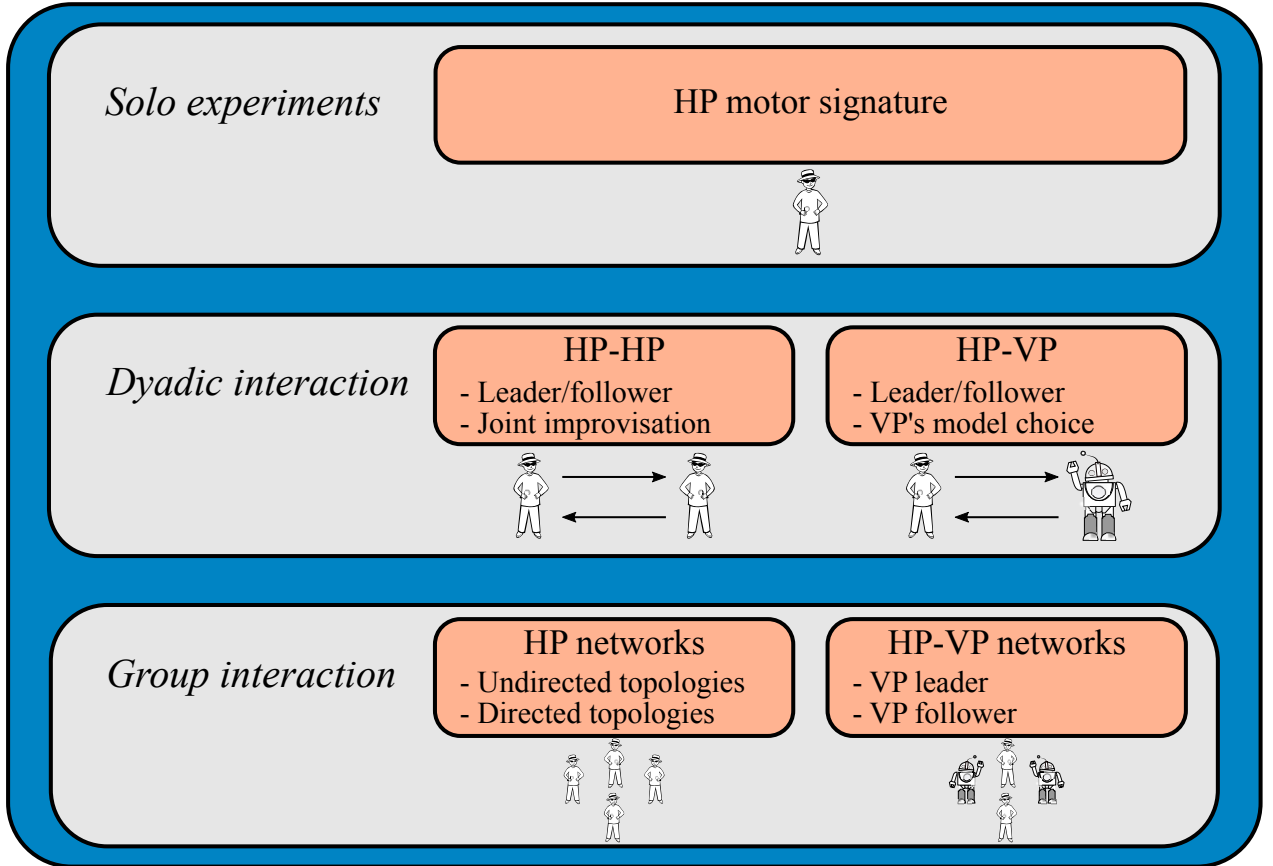 Solo experiments
HP motor signature
Dyadic interaction
HP-HP
- Leader/follower
- Joint improvisation
HP-VP
- Leader/follower
- VP's model choice
Group interaction
HP networks
- Undirected topologies
- Directed topologies
HP-VP networks
- VP leader
- VP follower